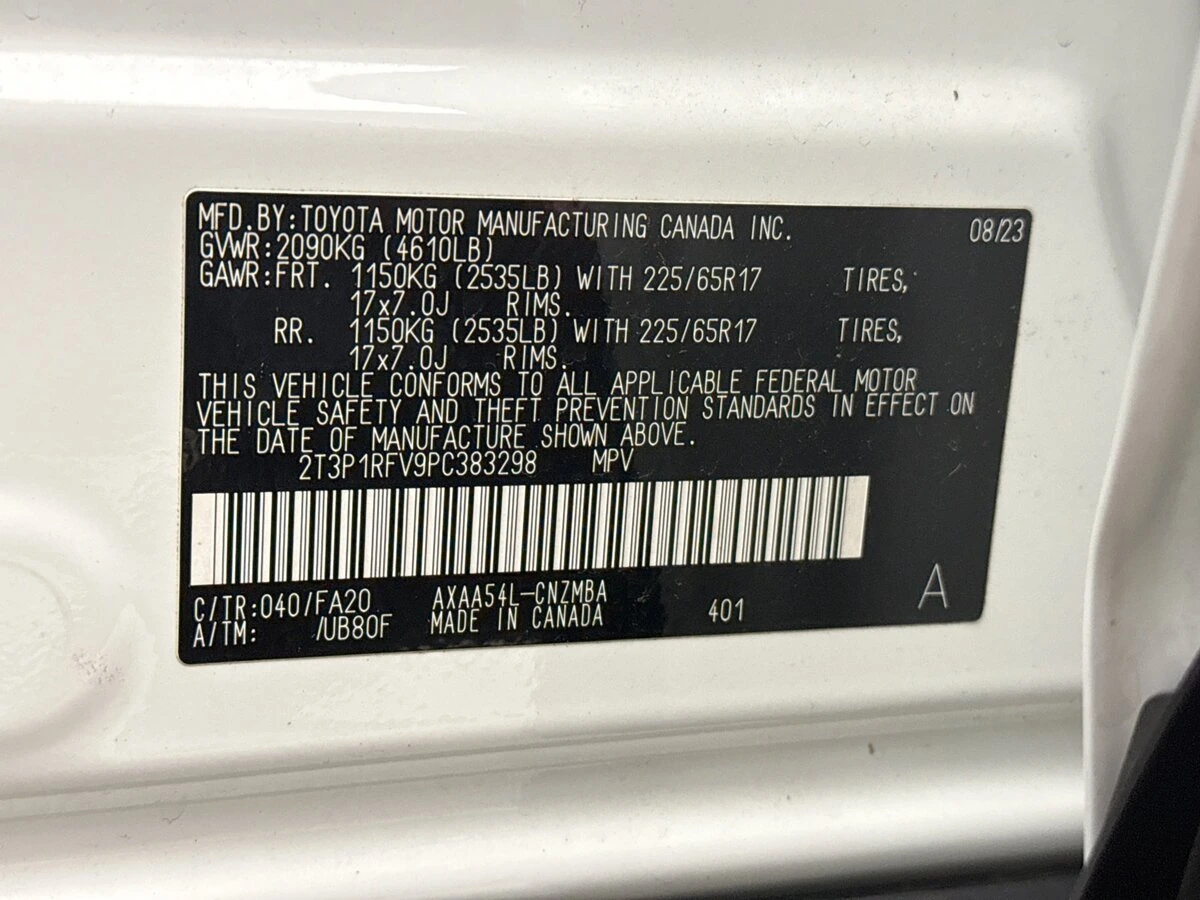 MFD.BY:TOYOTA MOTOR MANUFACTURING CANADA INC. 08/23
GVWR:2090KG (4610LB)
GAWR:FRT. 1150KG (2535LB) WITH 225/65R17 TIRES,
17x7.0J RIMS.
RR. 1150KG (2535LB) WITH 225/65R17 TIRES,
17x7.0J RIMS.
THIS VEHICLE CONFORMS TO ALL APPLICABLE FEDERAL MOTOR
VEHICLE SAFETY AND THEFT PREVENTION STANDARDS IN EFFECT ON
THE DATE OF MANUFACTURE SHOWN ABOVE.
2T3P1RFV9PC383298 MPV
C/TR:040/FA20 AXAA54L-CNZMBA 401 A
A/TM: /UB80F MADE IN CANADA